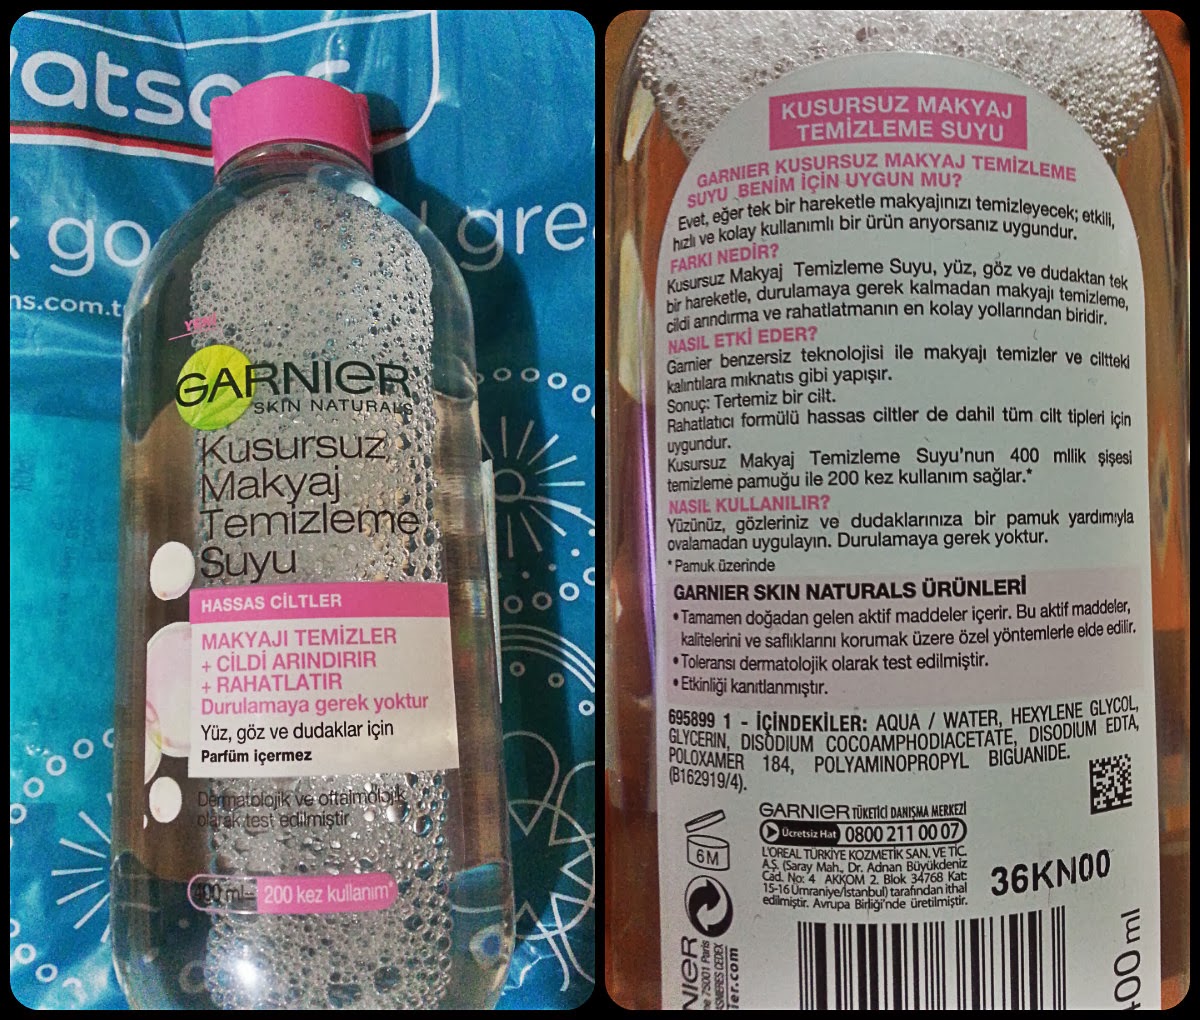 go
gre
YENİ
GARNİER
SKIN NATURALS
Kusursuz
Makyaj
Temizleme
Suyu
HASSAS CİLTLER
MAKYAJI TEMİZLER
+ CİLDİ ARINDIRIR
+ RAHATLATIR
Durulamaya gerek yoktur
Yüz, göz ve dudaklar için
Parfüm içermez
Dermatolojik ve oftalmolojik
olarak test edilmiştir
400 ml= 200 kez kullanım*
KUSURSUZ MAKYAJ
TEMİZLEME SUYU
GARNIER KUSURSUZ MAKYAJ TEMİZLEME
SUYU BENİM İÇİN UYGUN MU?
Evet, eğer tek bir hareketle makyajınızı temizleyecek; etkili,
hızlı ve kolay kullanımlı bir ürün arıyorsanız uygundur.
FARKI NEDİR?
Kusursuz Makyaj Temizleme Suyu, yüz, göz ve dudaktan tek
bir hareketle, durulamaya gerek kalmadan makyajı temizleme,
cildi arındırma ve rahatlatmanın en kolay yollarından biridir.
NASIL ETKİ EDER?
Garnier benzersiz teknolojisi ile makyajı temizler ve ciltteki
kalıntılara mıknatıs gibi yapışır.
Sonuç: Tertemiz bir cilt.
Rahatlatıcı formülü hassas ciltler de dahil tüm cilt tipleri için
uygundur.
Kusursuz Makyaj Temizleme Suyu'nun 400 mllik şişesi
temizleme pamuğu ile 200 kez kullanım sağlar.*
NASIL KULLANILIR?
Yüzünüz, gözleriniz ve dudaklarınıza bir pamuk yardımıyla
ovalamadan uygulayın. Durulamaya gerek yoktur.
* Pamuk üzerinde
GARNIER SKIN NATURALS ÜRÜNLERİ
• Tamamen doğadan gelen aktif maddeler içerir. Bu aktif maddeler,
kalitelerini ve saflıklarını korumak üzere özel yöntemlerle elde edilir.
• Toleransı dermatolojik olarak test edilmiştir.
• Etkinliği kanıtlanmıştır.
695899 1 - İÇİNDEKİLER: AQUA / WATER, HEXYLENE GLYCOL,
GLYCERIN, DISODIUM COCOAMPHODIACETATE, DISODIUM EDTA,
POLOXAMER 184, POLYAMINOPROPYL BIGUANIDE.
(B162919/4).
GARNİER TÜKETİCİ DANIŞMA MERKEZİ
Ücretsiz Hat 0800 211 00 07
6M
L'OREAL TÜRKİYE KOZMETİK SAN. VE TİC.
A.Ş. (Saray Mah., Dr. Adnan Büyükdeniz
Cad. No: 4 AKKOM 2. Blok 34768 Kat:
15-16 Ümraniye/İstanbul) tarafından ithal
edilmiştir. Avrupa Birliği'nde üretilmiştir.
36KN00
400 ml